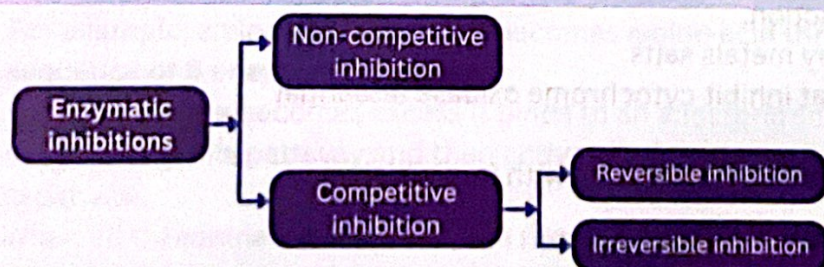 Non-competitive
inhibition
Enzymatic
inhibitions
Competitive
inhibition
Reversible inhibition
Irreversible inhibition